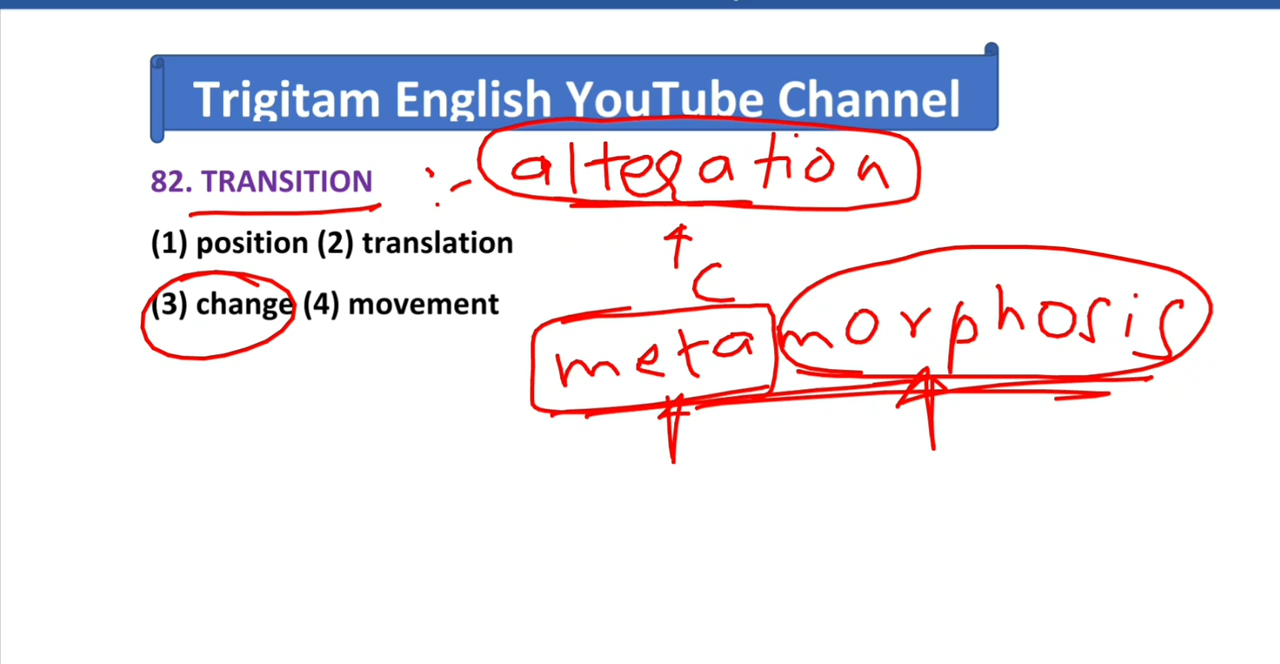 Trigitam English YouTube Channel
82. TRANSITION :- alteration
(1) position (2) translation
C
(3) change (4) movement
metamorphosis